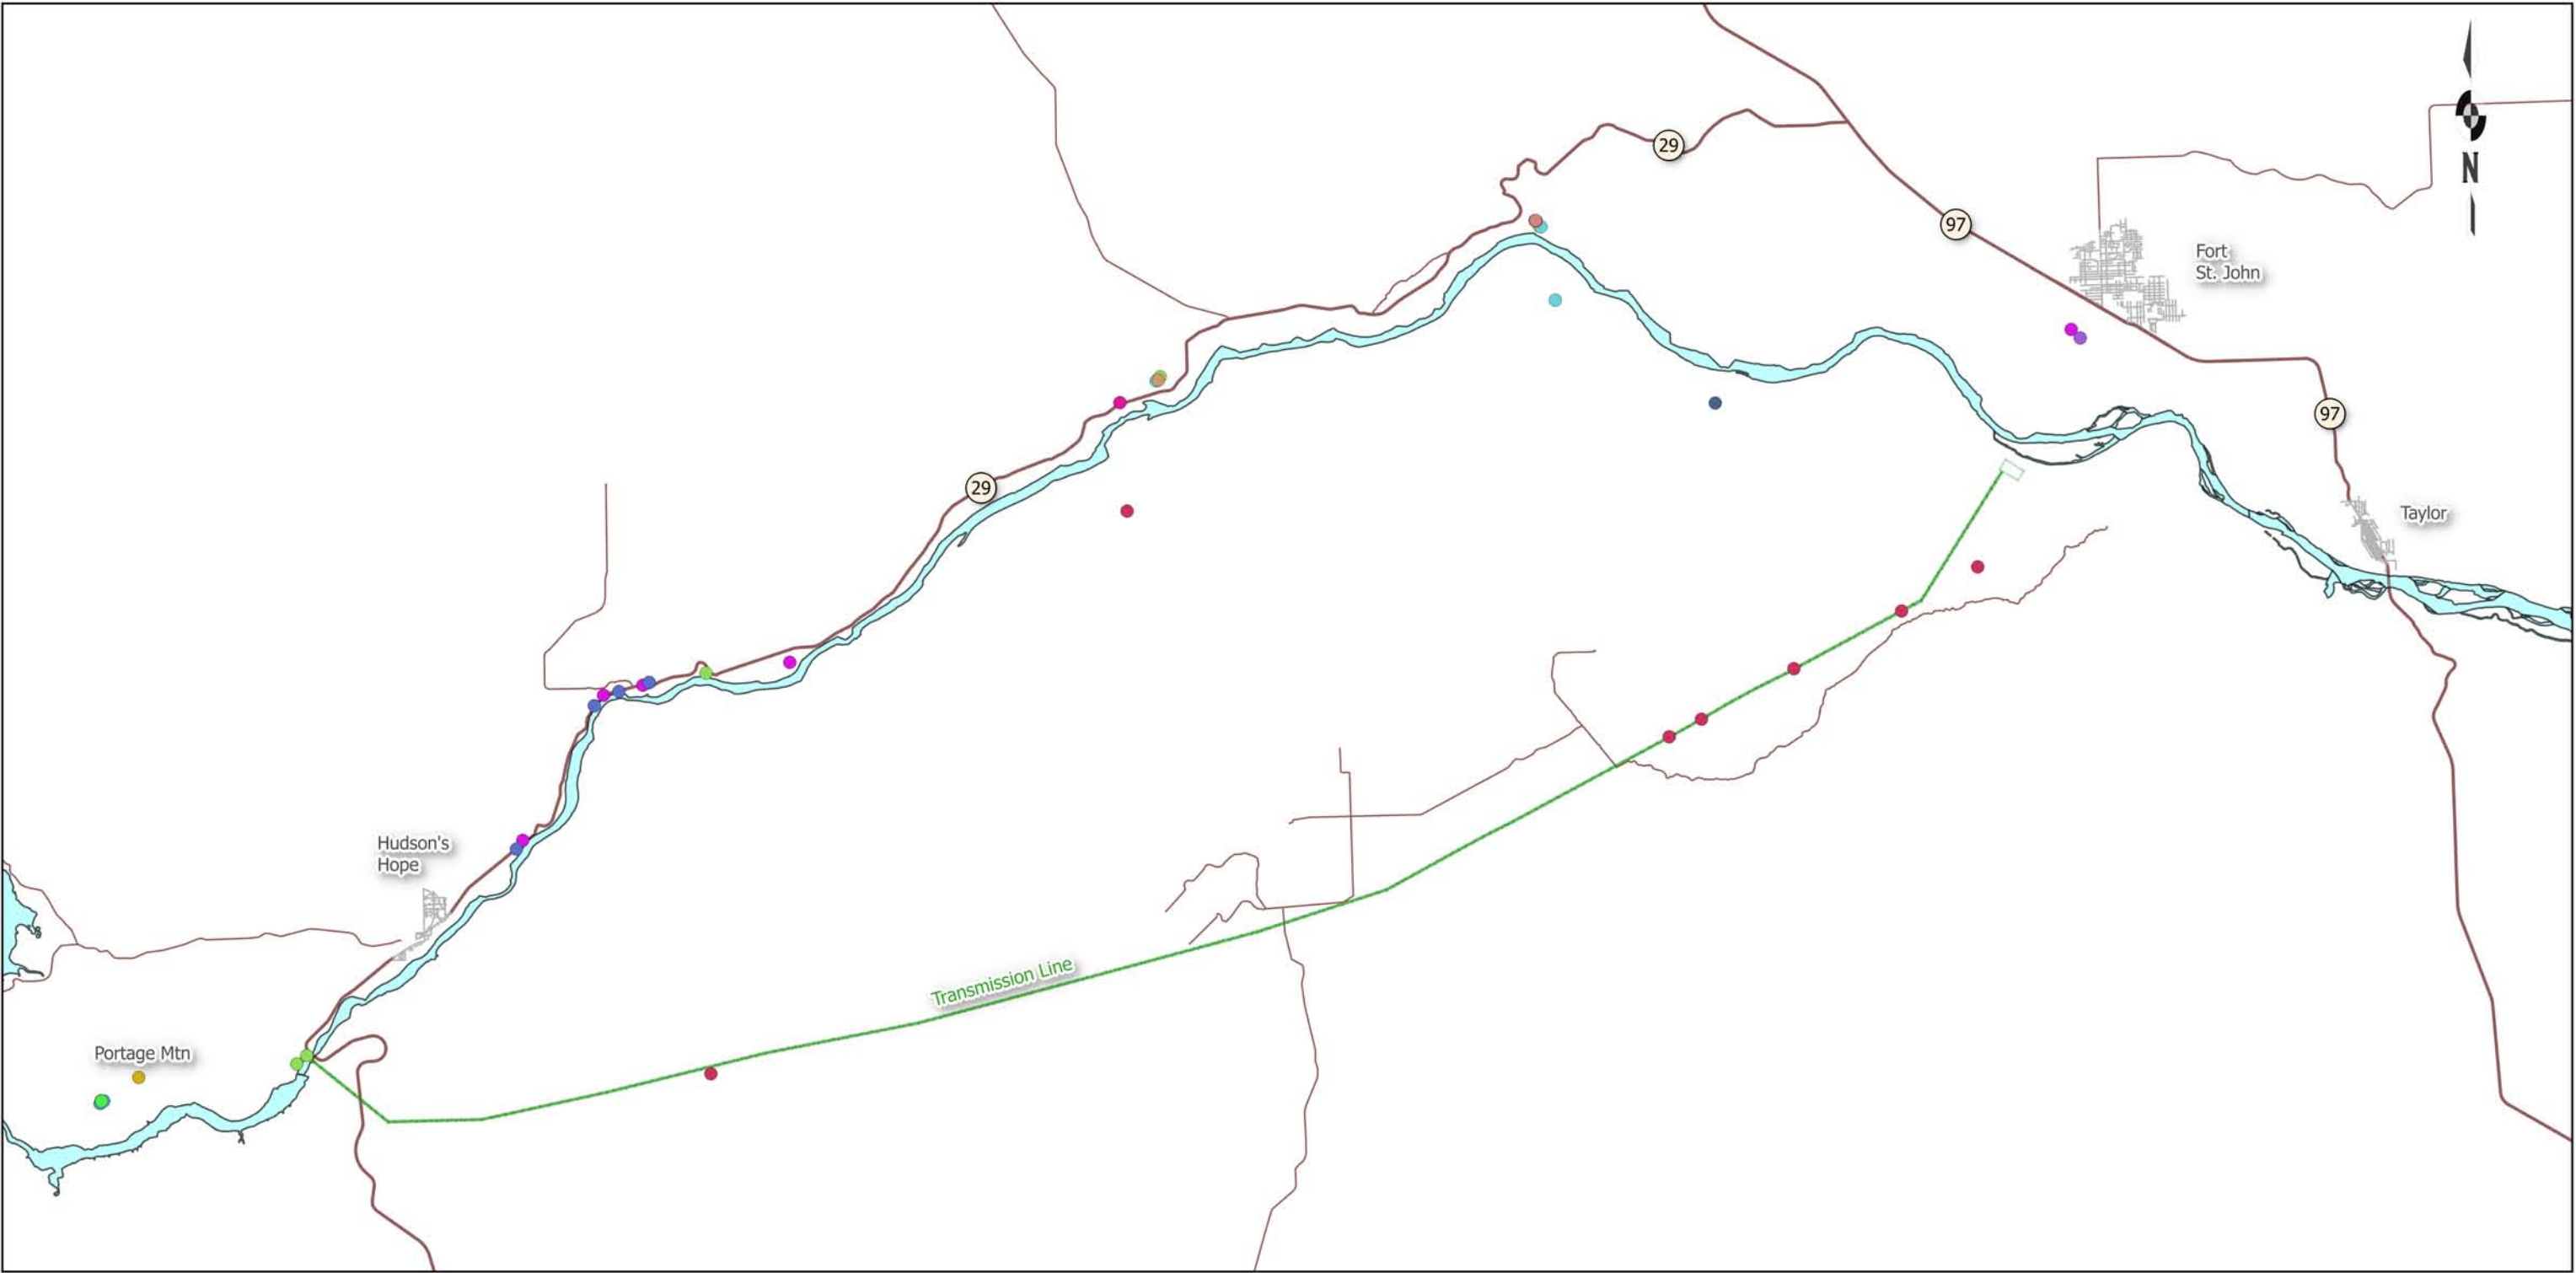 29
97
N
Fort
St. John
97
29
Taylor
Hudson's
Hope
Transmission Line
Portage Mtn